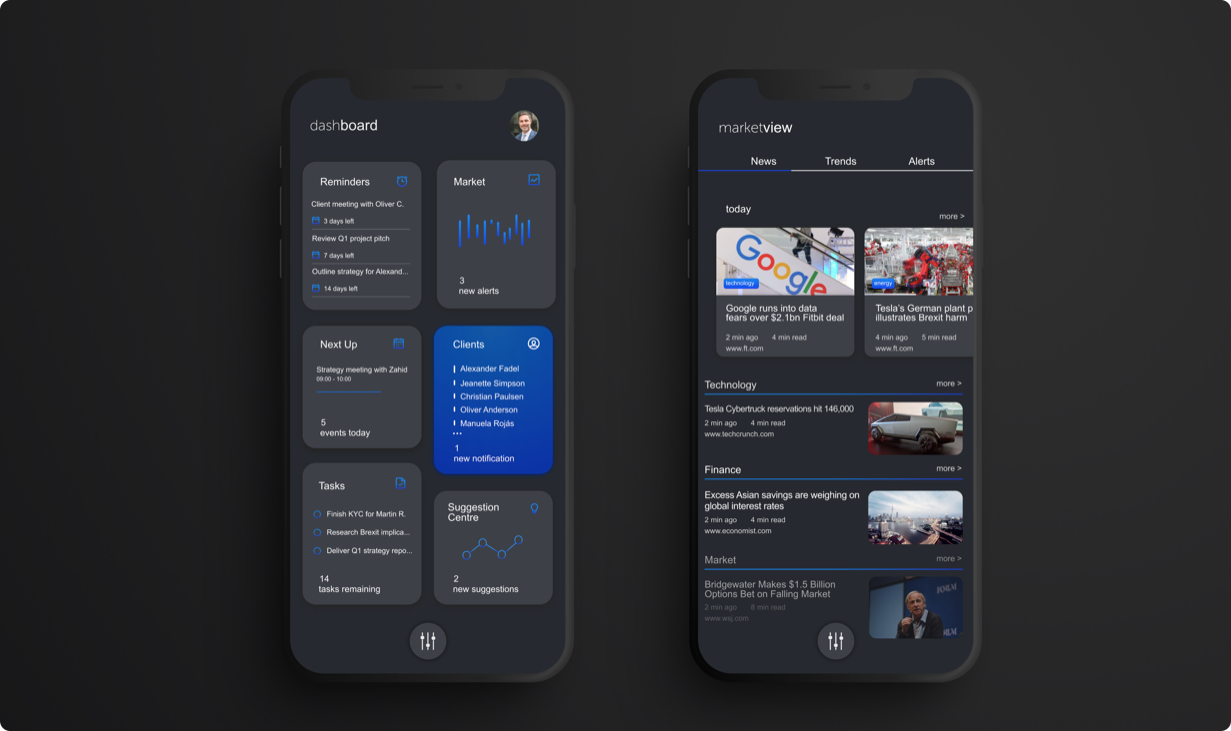 dashboard
Reminders
Client meeting with Oliver C.
3 days left
Review Q1 project pitch
7 days left
Outline strategy for Alexand...
14 days left
Market
3
new alerts
Next Up
Strategy meeting with Zahid
09:00 - 10:00
5
events today
Clients
Alexander Fadel
Jeanette Simpson
Christian Paulsen
Oliver Anderson
Manuela Rojás
...
1
new notification
Tasks
Finish KYC for Martin R.
Research Brexit implica...
Deliver Q1 strategy repo...
14
tasks remaining
Suggestion
Centre
2
new suggestions
marketview
News Trends Alerts
today
more >
Google
technology
Google runs into data
fears over $2.1bn Fitbit deal
2 min ago 4 min read
www.ft.com
energy
Tesla's German plant p
illustrates Brexit harm
4 min ago 5 min read
www.ft.com
Technology more >
Tesla Cybertruck reservations hit 146,000
2 min ago 4 min read
www.techcrunch.com
Finance more >
Excess Asian savings are weighing on
global interest rates
2 min ago 4 min read
www.economist.com
Market more >
Bridgewater Makes $1.5 Billion
Options Bet on Falling Market
2 min ago 8 min read
www.wsj.com